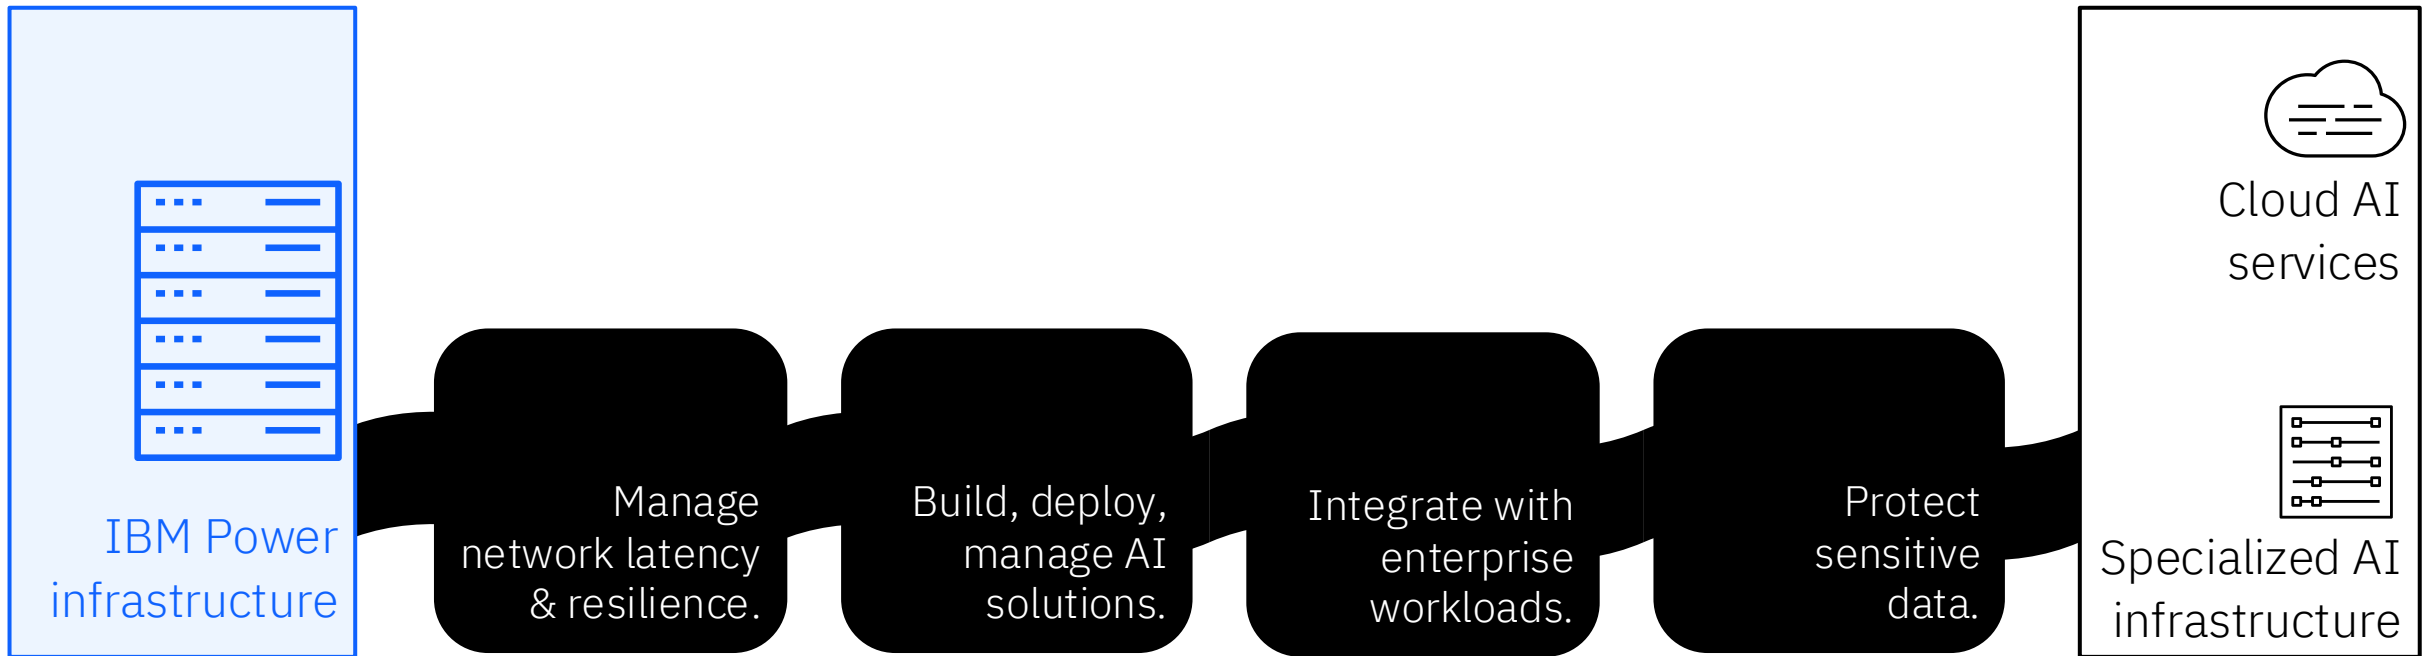 IBM Power
infrastructure
Manage
network latency
& resilience.
Build, deploy,
manage AI
solutions.
Integrate with
enterprise
workloads.
Protect
sensitive
data.
Cloud AI
services
Specialized AI
infrastructure